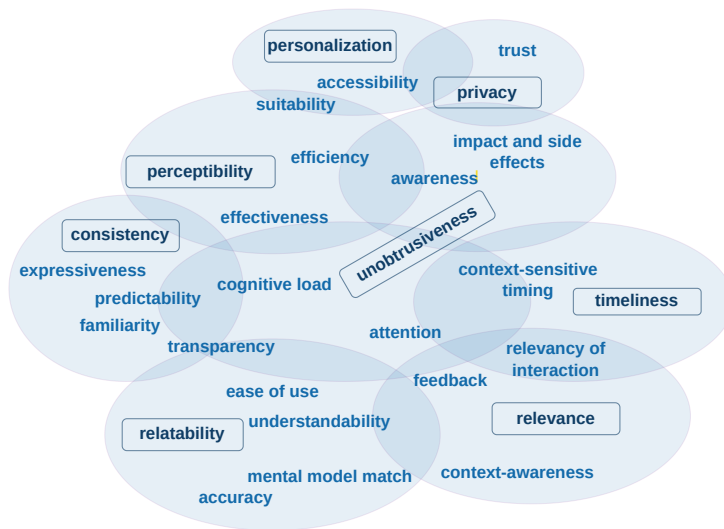 personalization
trust
accessibility
privacy
suitability
impact and side
effects
efficiency
perceptibility
awareness
effectiveness
unobtrusiveness
consistency
expressiveness
cognitive load
context-sensitive
timing
timeliness
predictability
familiarity
attention
transparency
relevancy of
interaction
feedback
ease of use
understandability
relevance
relatability
mental model match
context-awareness
accuracy